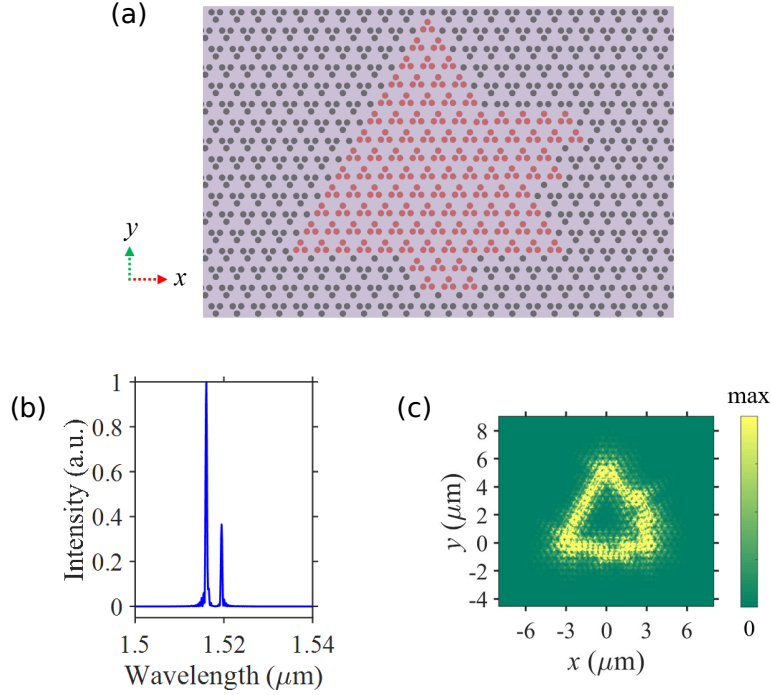 (a)
y
x
(b)
Intensity (a.u.)
1
0.8
0.6
0.4
0.2
0
1.5 1.52 1.54
Wavelength (μm)
(c)
y (μm)
8
6
4
2
0
-2
-4
-6 -3 0 3 6
x (μm)
max
0